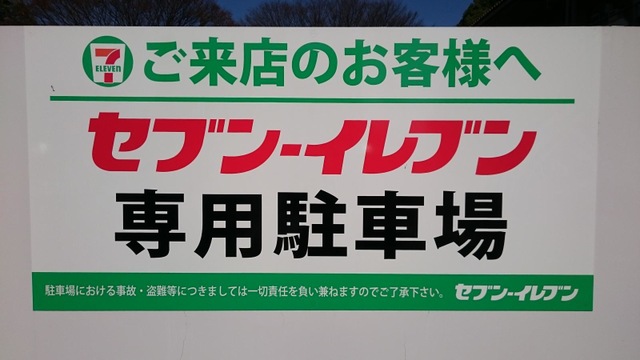 7 ELEVEN ご来店のお客様へ
セブン-イレブン
専用駐車場
駐車場における事故・盗難等につきましては一切責任を負い兼ねますのでご了承下さい。 セブン-イレブン